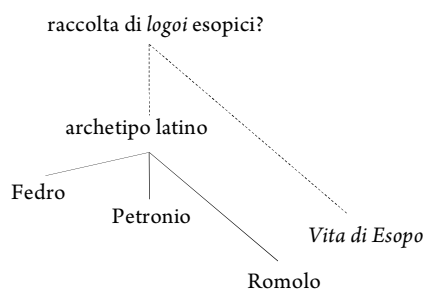 raccolta di logoi esopici?
archetipo latino
Fedro
Petronio
Vita di Esopo
Romolo